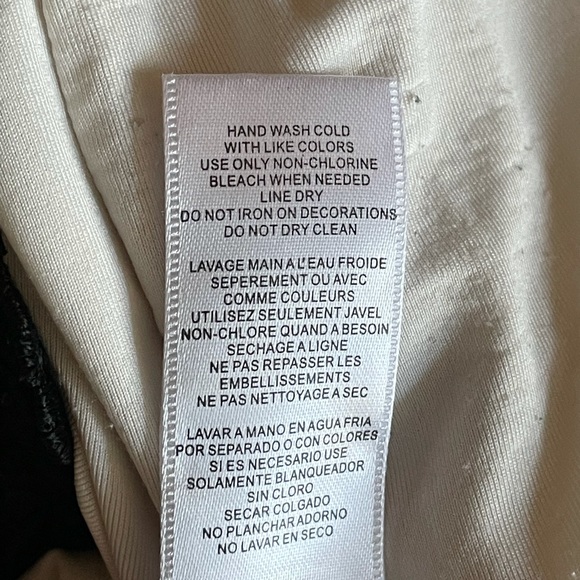 HAND WASH COLD
WITH LIKE COLORS
USE ONLY NON-CHLORINE
BLEACH WHEN NEEDED
LINE DRY
DO NOT IRON ON DECORATIONS
DO NOT DRY CLEAN
LAVAGE MAIN A L'EAU FROIDE
SEPEREMENT OU AVEC
COMME COULEURS
UTILISEZ SEULEMENT JAVEL
NON-CHLORE QUAND A BESOIN
SECHAGE A LIGNE
NE PAS REPASSER LES
EMBELLISSEMENTS
NE PAS NETTOYAGE A SEC
LAVAR A MANO EN AGUA FRIA
POR SEPARADO O CON COLORES
SI ES NECESARIO USE
SOLAMENTE BLANQUEADOR
SIN CLORO
SECAR COLGADO
NO PLANCHAR ADORNO
NO LAVAR EN SECO